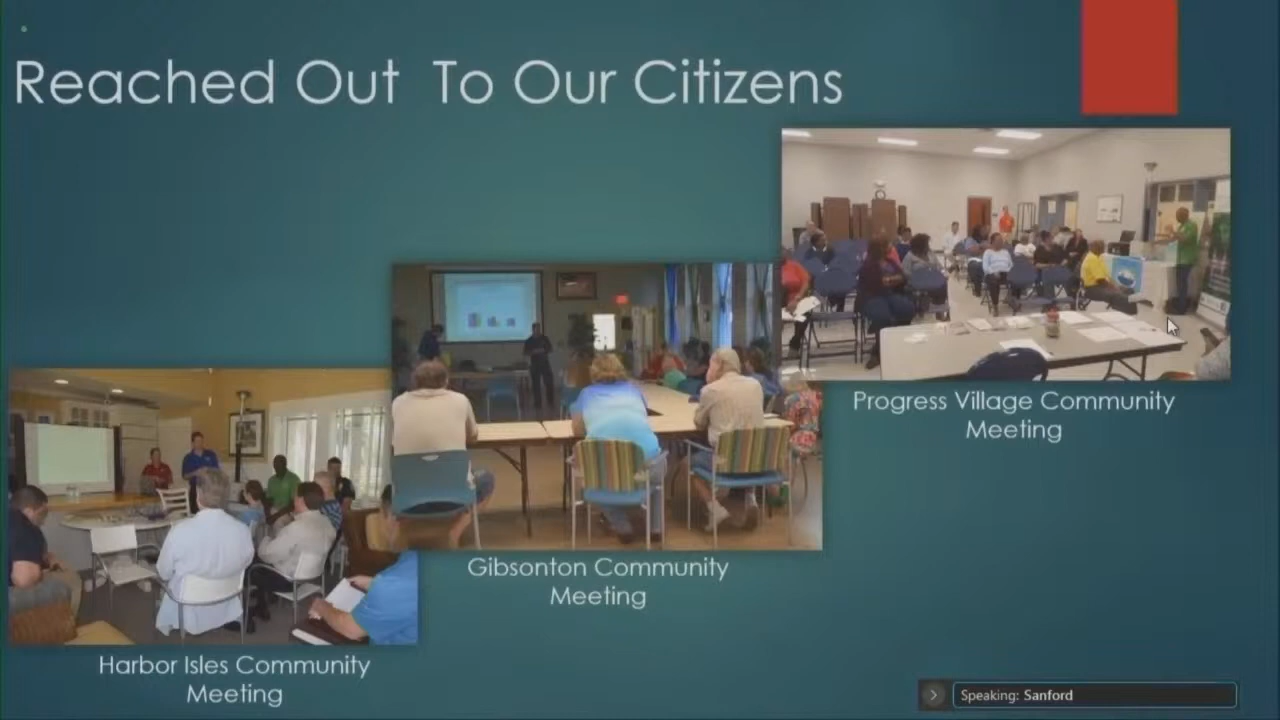 Reached Out To Our Citizens
Progress Village Community
Meeting
Gibsonton Community
Meeting
Harbor Isles Community
Meeting
Speaking: Sanford